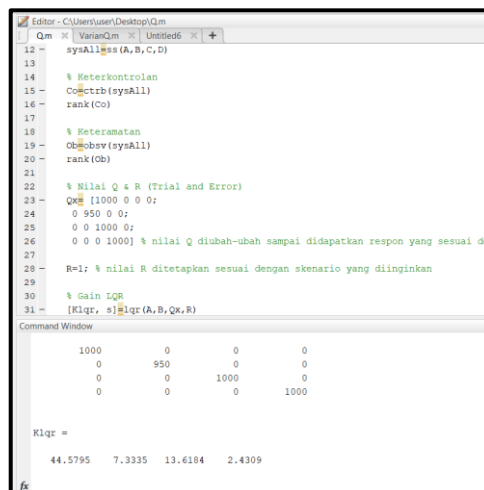 Editor - C:\Users\user\Desktop\Q.m
Q.m × VarianQ.m × Untitled6 × +
12 - sysAll=ss(A,B,C,D)
13
14 % Keterkontrolan
15 - Co=ctrb(sysAll)
16 - rank(Co)
17
18 % Keteramatan
19 - Ob=obsv(sysAll)
20 - rank(Ob)
21
22 % Nilai Q & R (Trial and Error)
23 - Qx= [1000 0 0 0;
24 0 950 0 0;
25 0 0 1000 0;
26 0 0 0 1000] % nilai Q diubah-ubah sampai didapatkan respon yang sesuai d
27
28 - R=1; % nilai R ditetapkan sesuai dengan skenario yang diinginkan
29
30 % Gain LQR
31 - [Klqr, s]=lqr(A,B,Qx,R)
Command Window
1000 0 0 0
0 950 0 0
0 0 1000 0
0 0 0 1000
Klqr =
44.5795 7.3335 13.6184 2.4309
fx